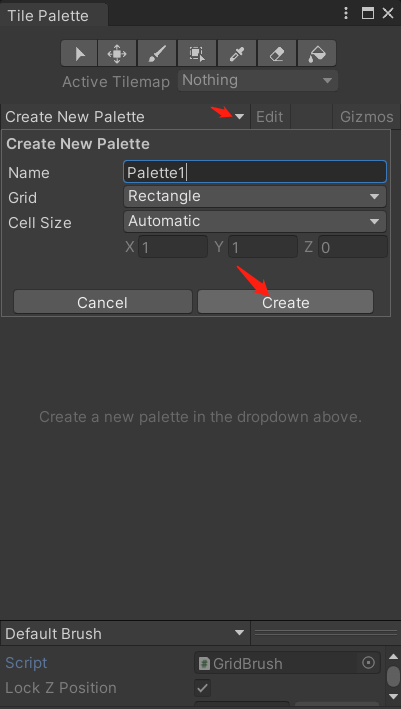 Tile Palette
Active Tilemap Nothing
Create New Palette Edit Gizmos
Create New Palette
Name Palette1
Grid Rectangle
Cell Size Automatic
X 1 Y 1 Z 0
Cancel Create
Create a new palette in the dropdown above.
Default Brush
Script # GridBrush
Lock Z Position